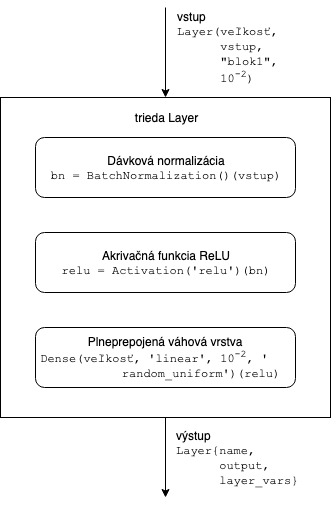 vstup
Layer(veľkosť,
vstup,
"blok1",
10⁻²)
trieda Layer
Dávková normalizácia
bn = BatchNormalization()(vstup)
Akrivačná funkcia ReLU
relu = Activation('relu')(bn)
Plneprepojená váhová vrstva
Dense(veľkosť, 'linear', 10⁻², '
random_uniform')(relu)
výstup
Layer{name,
output,
layer_vars}